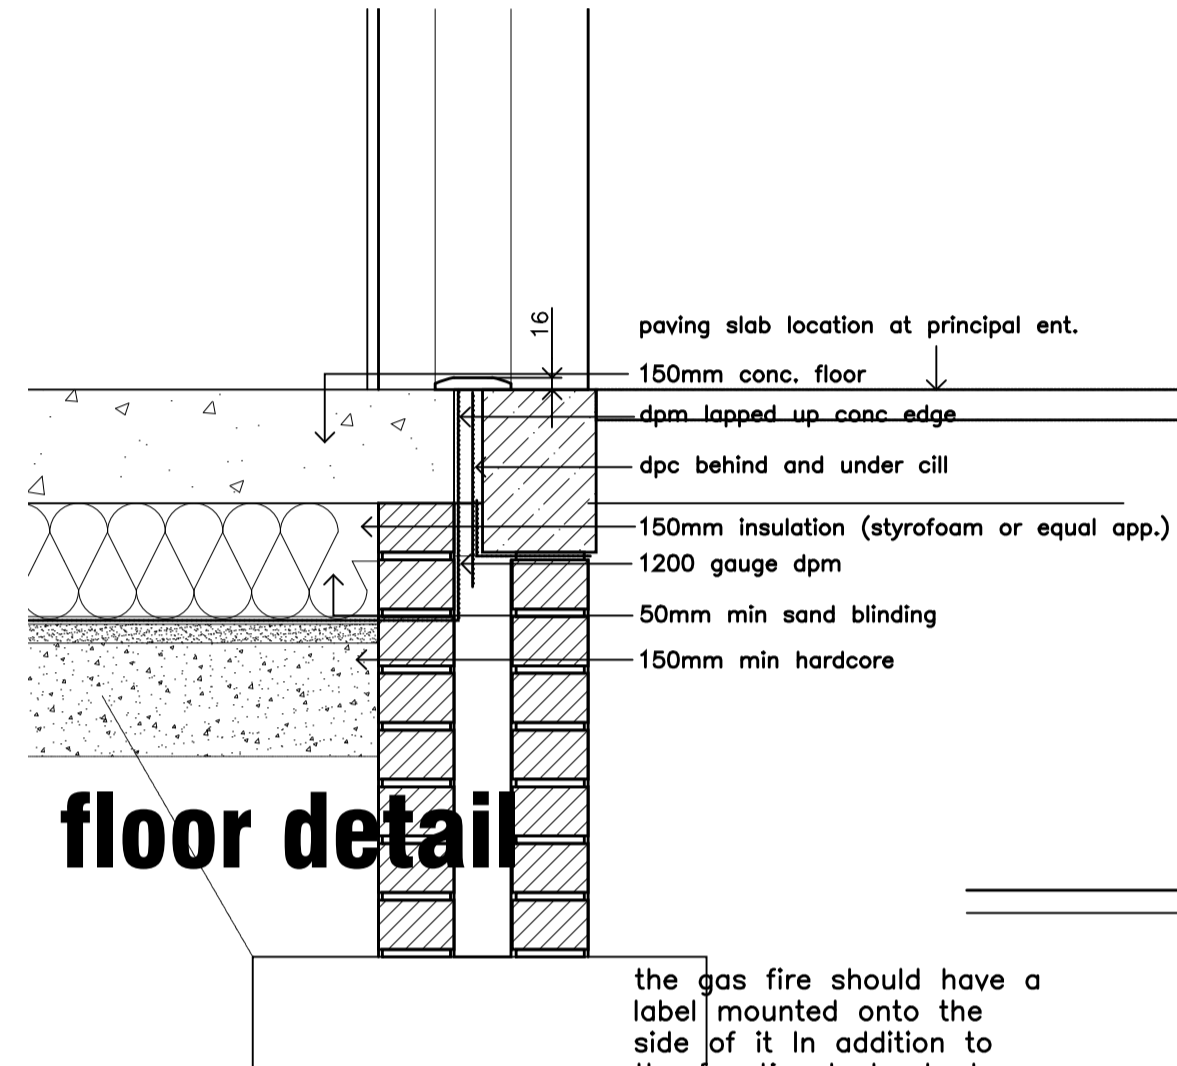 16
paving slab location at principal ent.
150mm conc. floor
dpm lapped up conc edge
dpc behind and under cill
150mm insulation (styrofoam or equal app.)
1200 gauge dpm
50mm min sand blinding
150mm min hardcore
floor detail
the gas fire should have a
label mounted onto the
side of it In addition to